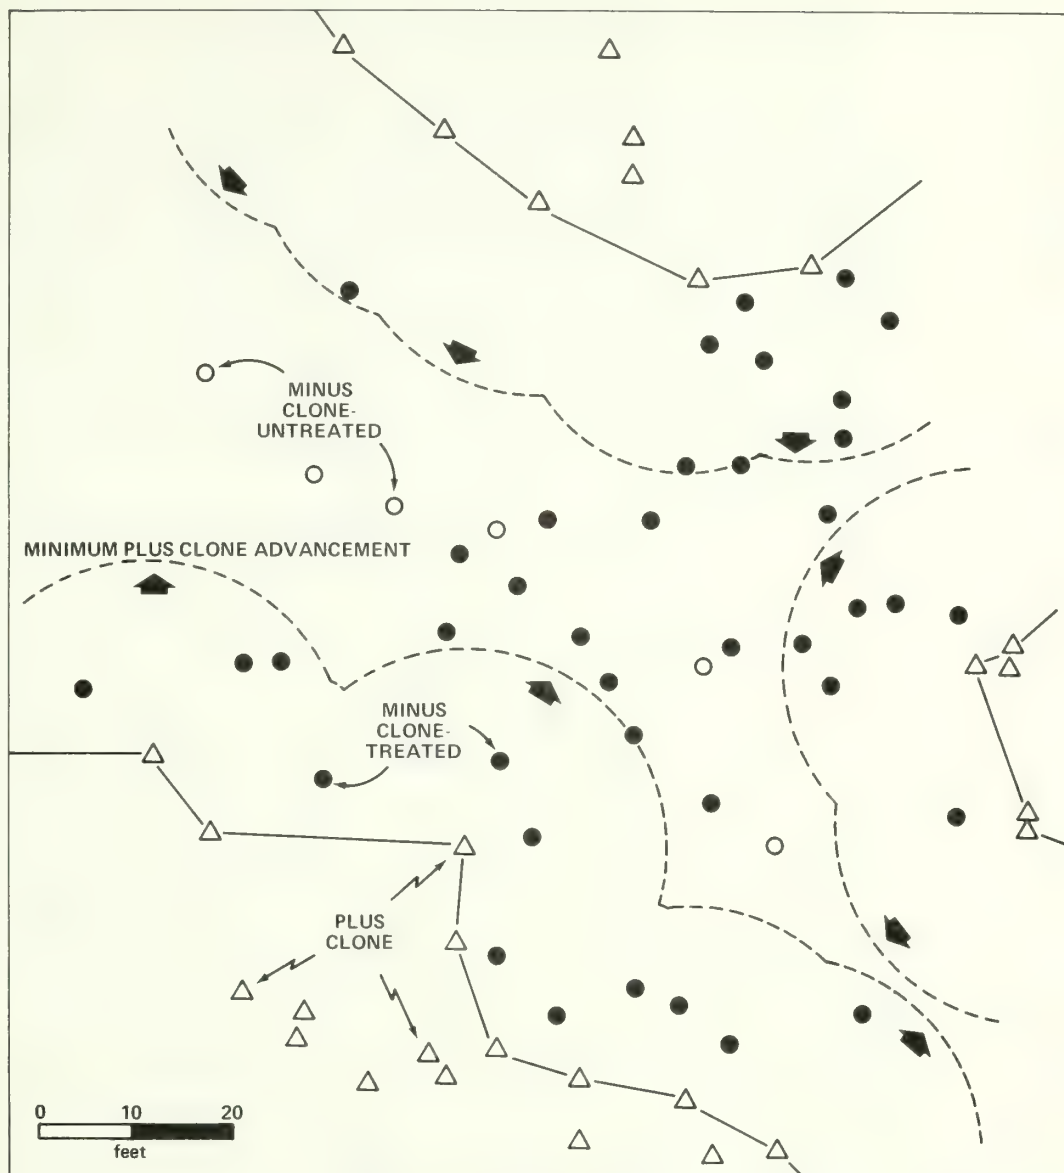 MINUS
CLONE-
UNTREATED
MINIMUM PLUS CLONE ADVANCEMENT
MINUS
CLONE-
TREATED
PLUS
CLONE
0 10 20
feet